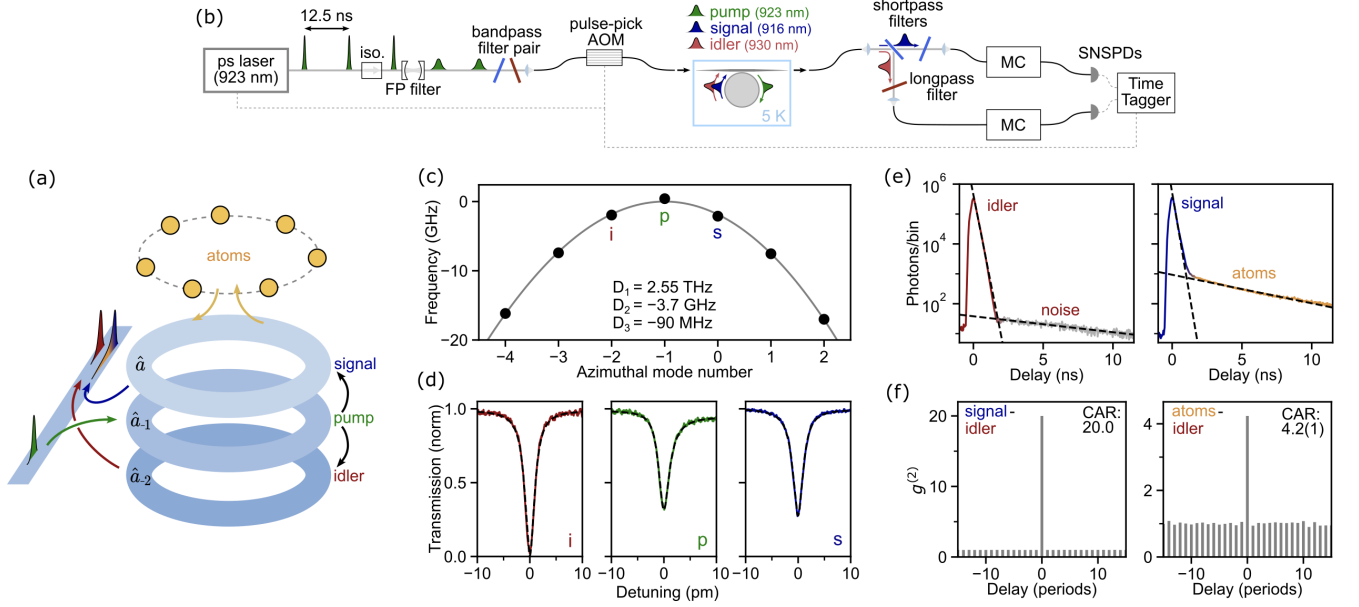 (b)
12.5 ns
ps laser
(923 nm)
iso.
FP filter
bandpass
filter pair
pulse-pick
AOM
pump (923 nm)
signal (916 nm)
idler (930 nm)
5 K
shortpass
filters
longpass
filter
MC
MC
SNSPDs
Time
Tagger
(a)
atoms
â
â-1
â-2
signal
pump
idler
(c)
Frequency (GHz)
0
−10
−20
i
p
s
D1 = 2.55 THz
D2 = −3.7 GHz
D3 = −90 MHz
−4 −3 −2 −1 0 1 2
Azimuthal mode number
(d)
Transmission (norm)
1.0
0.5
0.0
i
p
s
−10 0 10
−10 0 10
−10 0 10
Detuning (pm)
(e)
Photons/bin
10^6
10^4
10^2
idler
noise
0 5 10
Delay (ns)
signal
atoms
0 5 10
Delay (ns)
(f)
g(2)
20
10
0
signal-
idler
CAR:
20.0
−10 0 10
Delay (periods)
4
2
0
atoms-
idler
CAR:
4.2(1)
−10 0 10
Delay (periods)